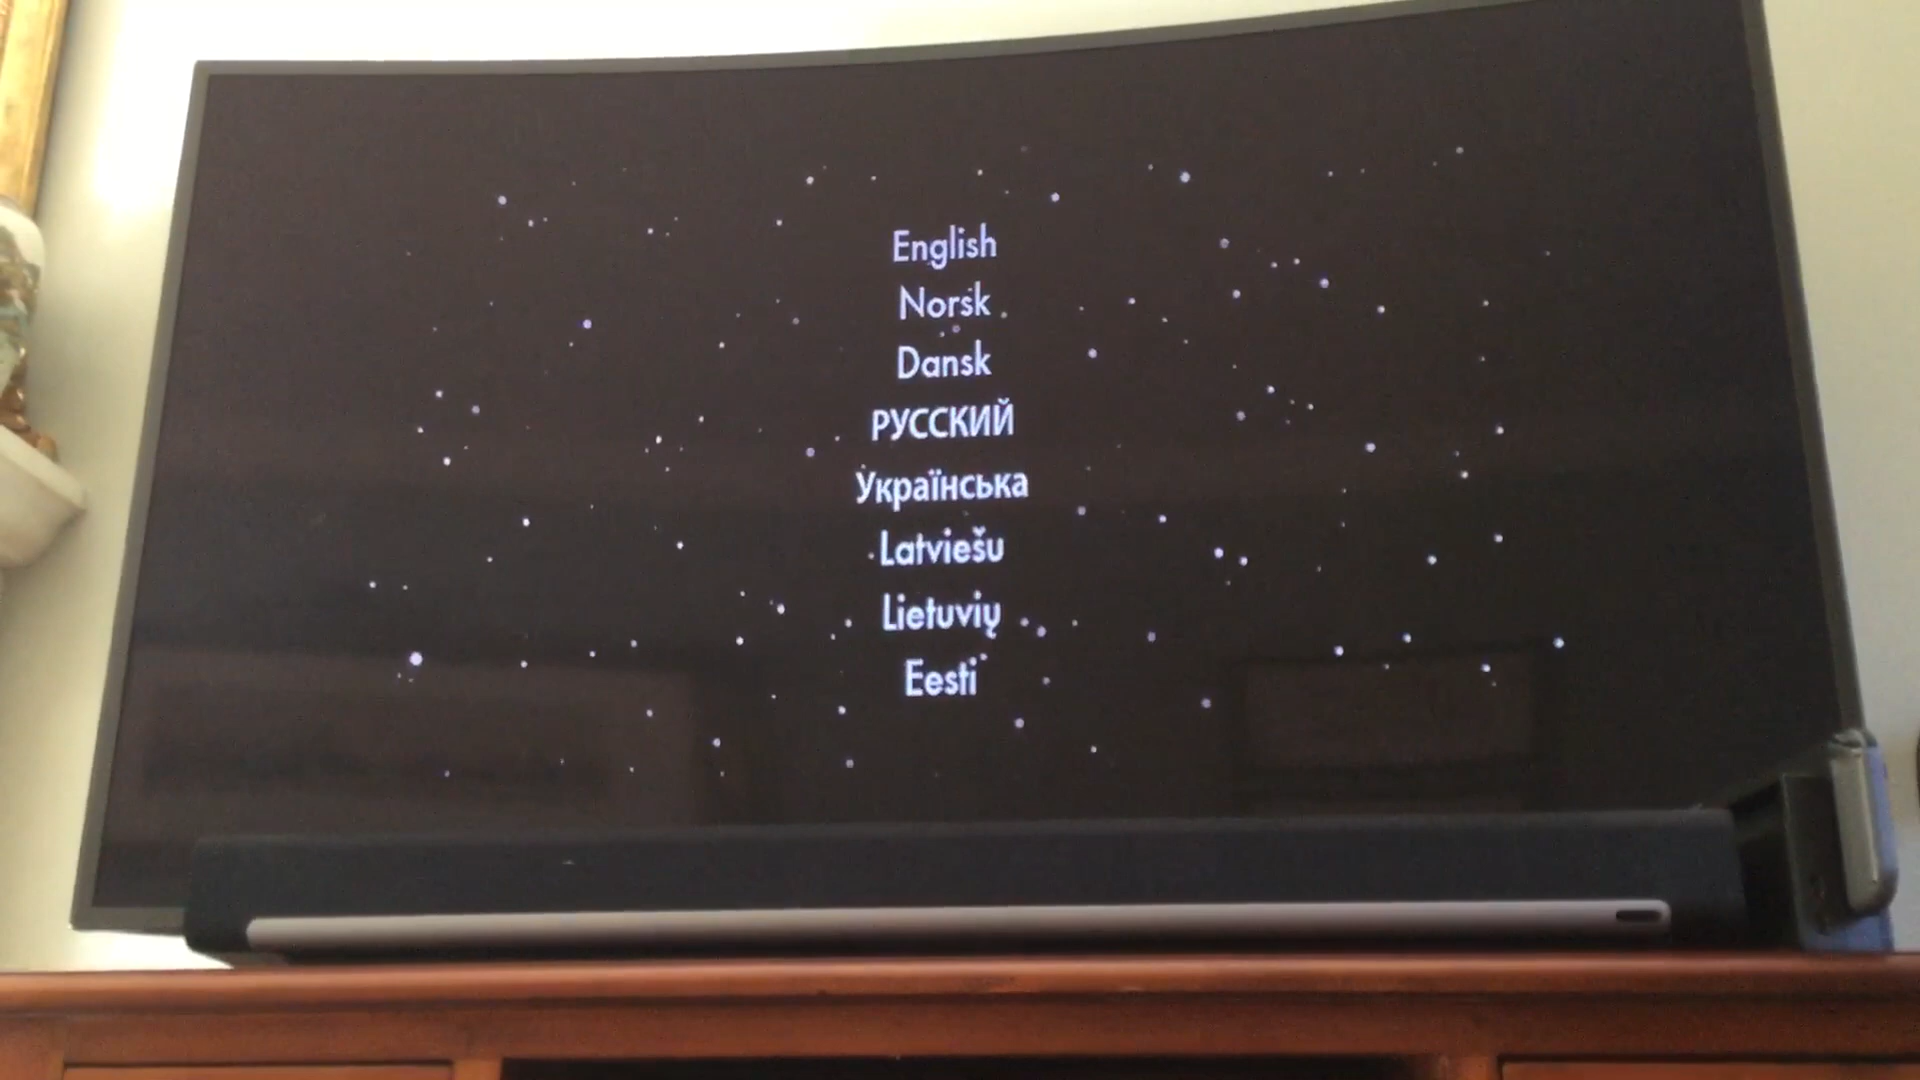 English
Norsk
Dansk
РУССКИЙ
Українська
Latviešu
Lietuvių
Eesti